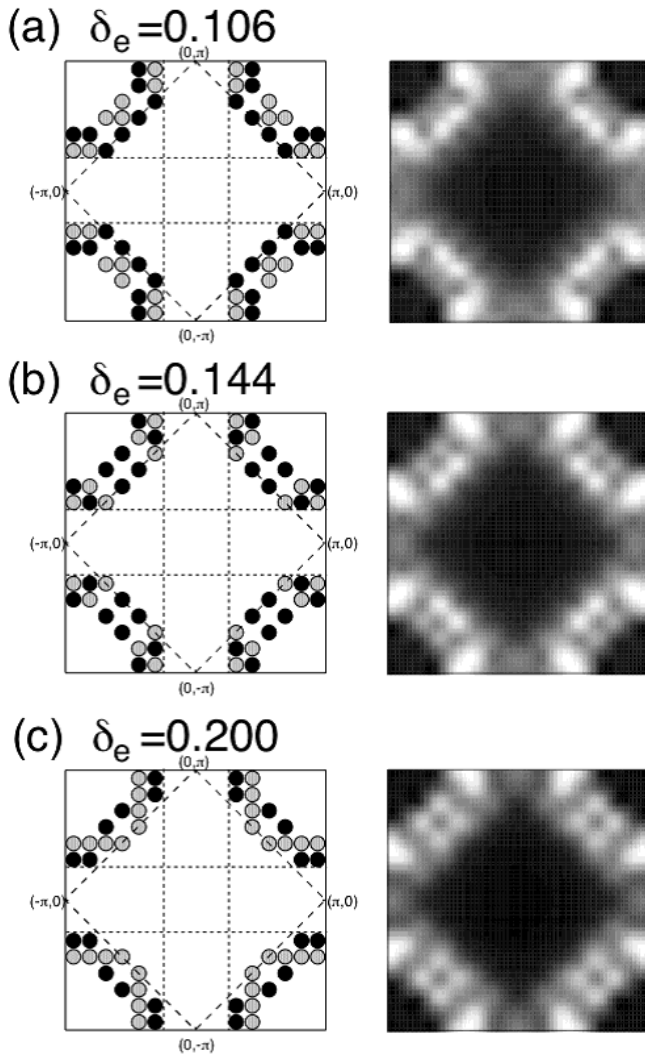 (a) δe=0.106
(0,π)
(-π,0)
(π,0)
(0,-π)
(b) δe=0.144
(0,π)
(-π,0)
(π,0)
(0,-π)
(c) δe=0.200
(0,π)
(-π,0)
(π,0)
(0,-π)